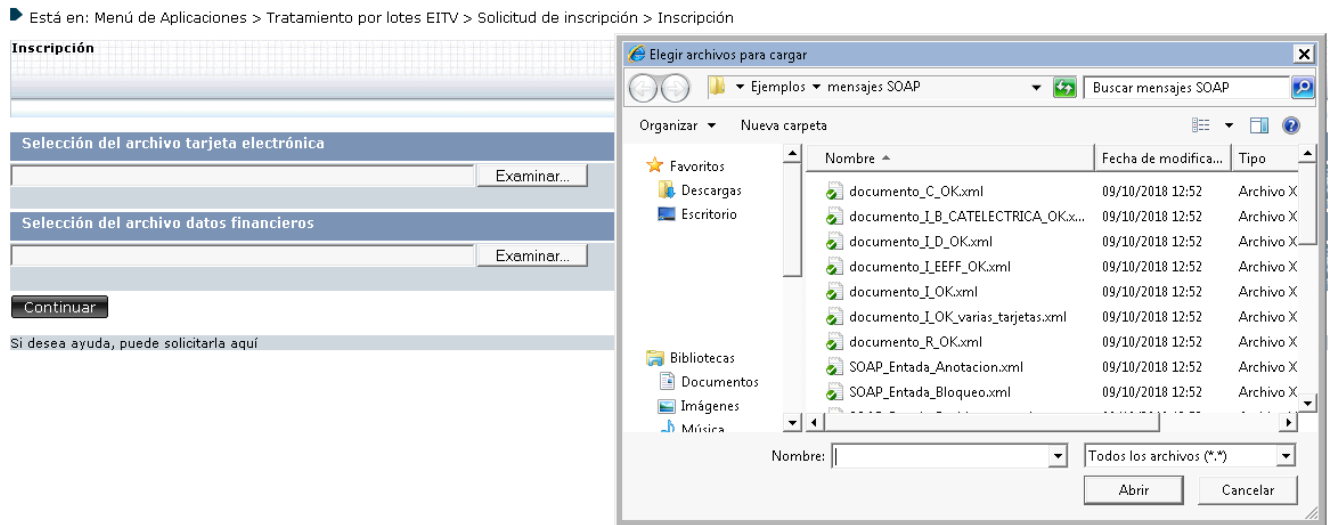 Está en: Menú de Aplicaciones > Tratamiento por lotes EITV > Solicitud de inscripción > Inscripción
Inscripción
Selección del archivo tarjeta electrónica
Examinar...
Selección del archivo datos financieros
Examinar...
Continuar
Si desea ayuda, puede solicitarla aquí
Elegir archivos para cargar
Ejemplos mensajes SOAP
Buscar mensajes SOAP
Organizar Nueva carpeta
Favoritos
Descargas
Escritorio
Bibliotecas
Documentos
Imágenes
Música
Nombre Fecha de modifica... Tipo
documento_C_OK.xml 09/10/2018 12:52 Archivo X
documento_I_B_CATELECTRICA_OK.x... 09/10/2018 12:52 Archivo X
documento_I_D_OK.xml 09/10/2018 12:52 Archivo X
documento_I_EEFF_OK.xml 09/10/2018 12:52 Archivo X
documento_I_OK.xml 09/10/2018 12:52 Archivo X
documento_I_OK_varias_tarjetas.xml 09/10/2018 12:52 Archivo X
documento_R_OK.xml 09/10/2018 12:52 Archivo X
SOAP_Entada_Anotacion.xml 09/10/2018 12:52 Archivo X
SOAP_Entada_Bloqueo.xml 09/10/2018 12:52 Archivo X
Nombre:
Todos los archivos (*.*)
Abrir Cancelar